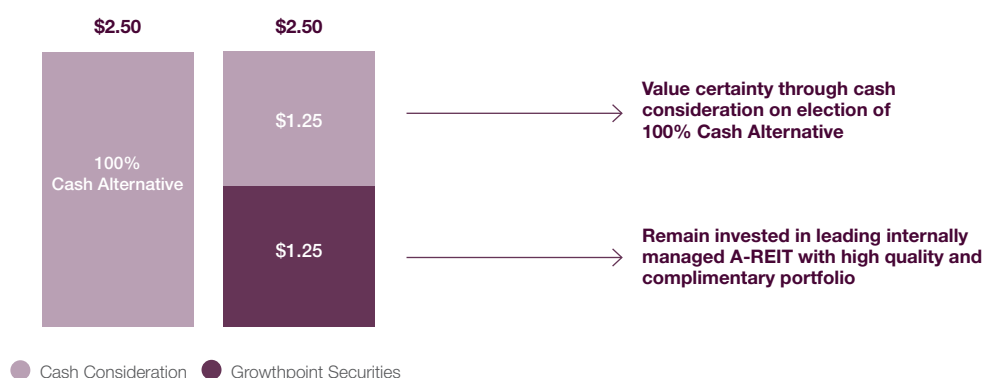 $2.50
$2.50
100%
Cash Alternative
$1.25
$1.25
Value certainty through cash
consideration on election of
100% Cash Alternative
Remain invested in leading internally
managed A-REIT with high quality and
complimentary portfolio
Cash Consideration
Growthpoint Securities